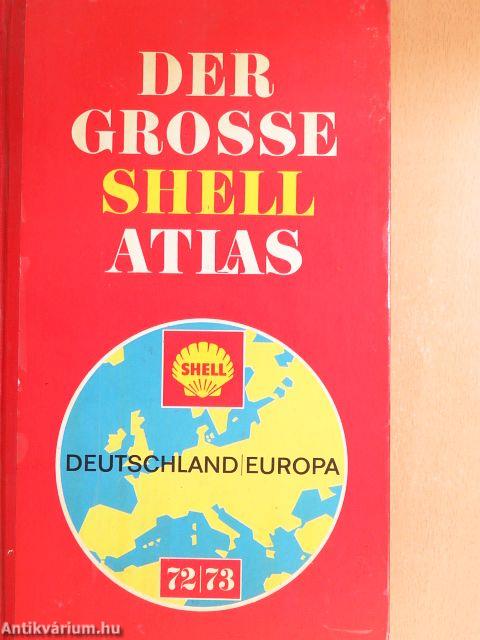 DER
GROSSE
SHELL
ATLAS
SHELL
DEUTSCHLAND|EUROPA
72|73
Antikvárium.hu